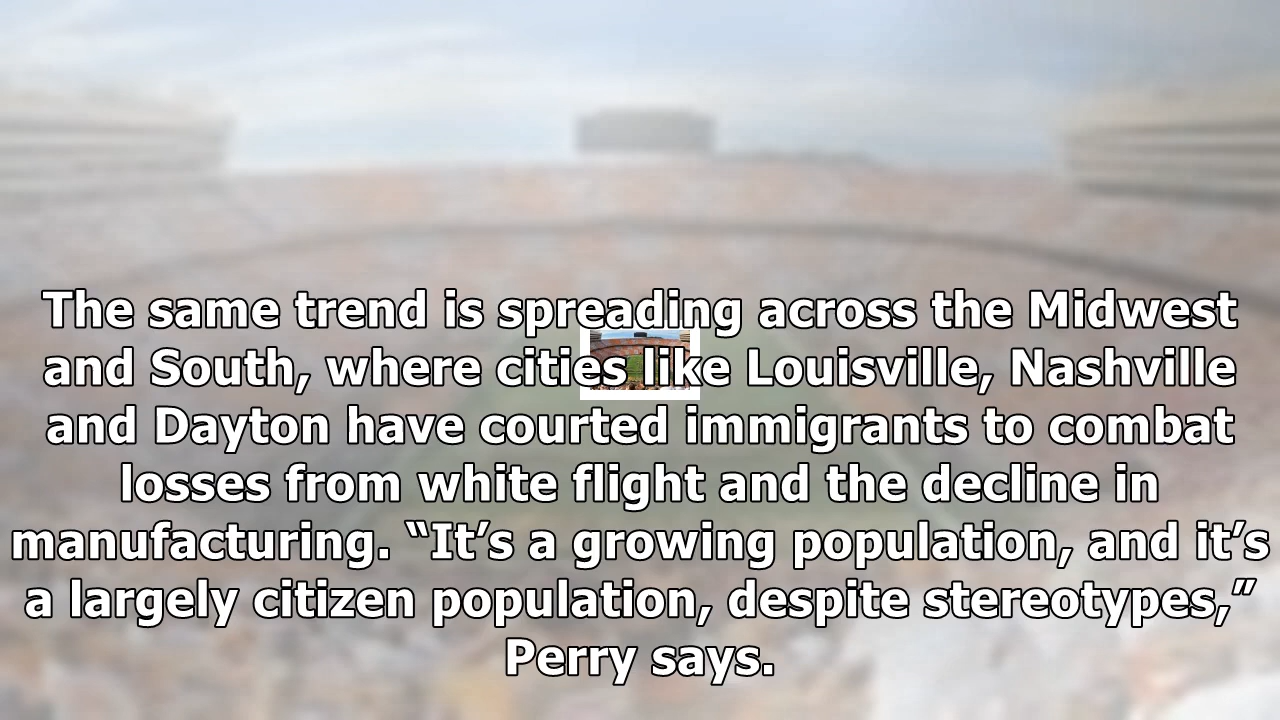 The same trend is spreading across the Midwest
and South, where cities like Louisville, Nashville
and Dayton have courted immigrants to combat
losses from white flight and the decline in
manufacturing. “It’s a growing population, and it’s
a largely citizen population, despite stereotypes,”
Perry says.